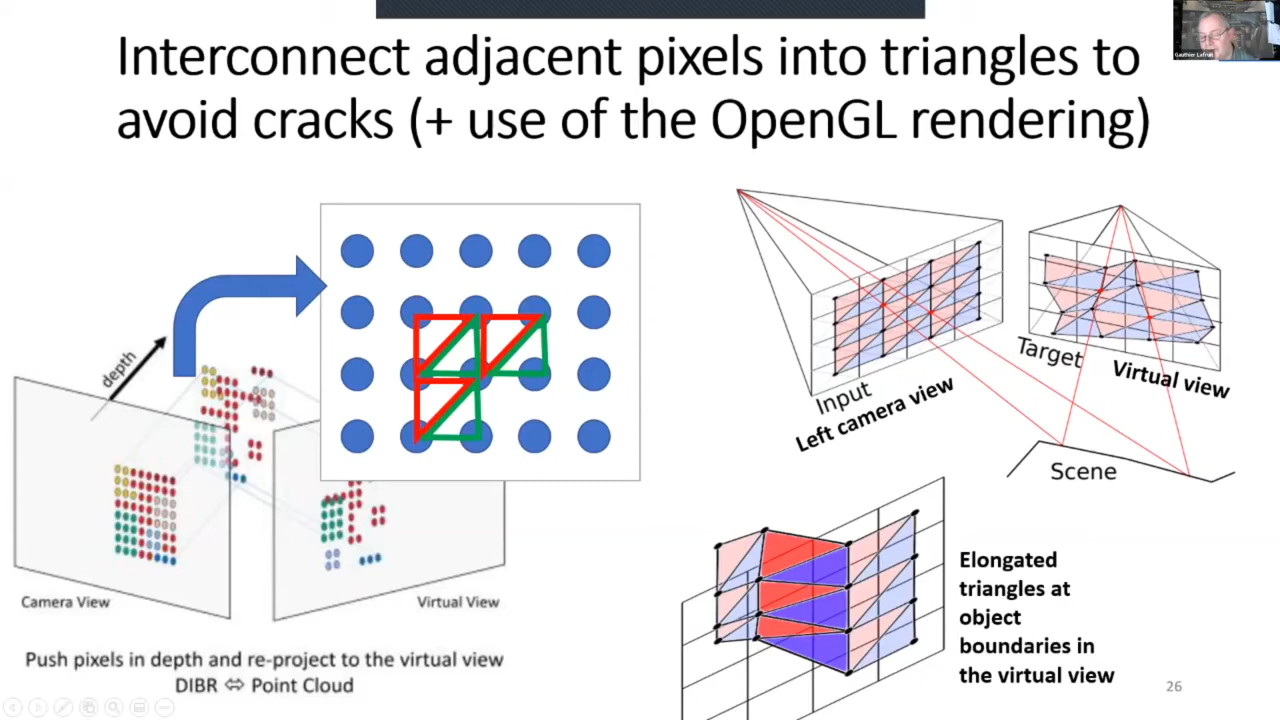 Interconnect adjacent pixels into triangles to
avoid cracks (+ use of the OpenGL rendering)
Gauthier Lafruit
depth
Camera View
Virtual View
Push pixels in depth and re-project to the virtual view
DIBR ⇔ Point Cloud
Input
Left camera view
Target
Virtual view
Scene
Elongated
triangles at
object
boundaries in
the virtual view
26